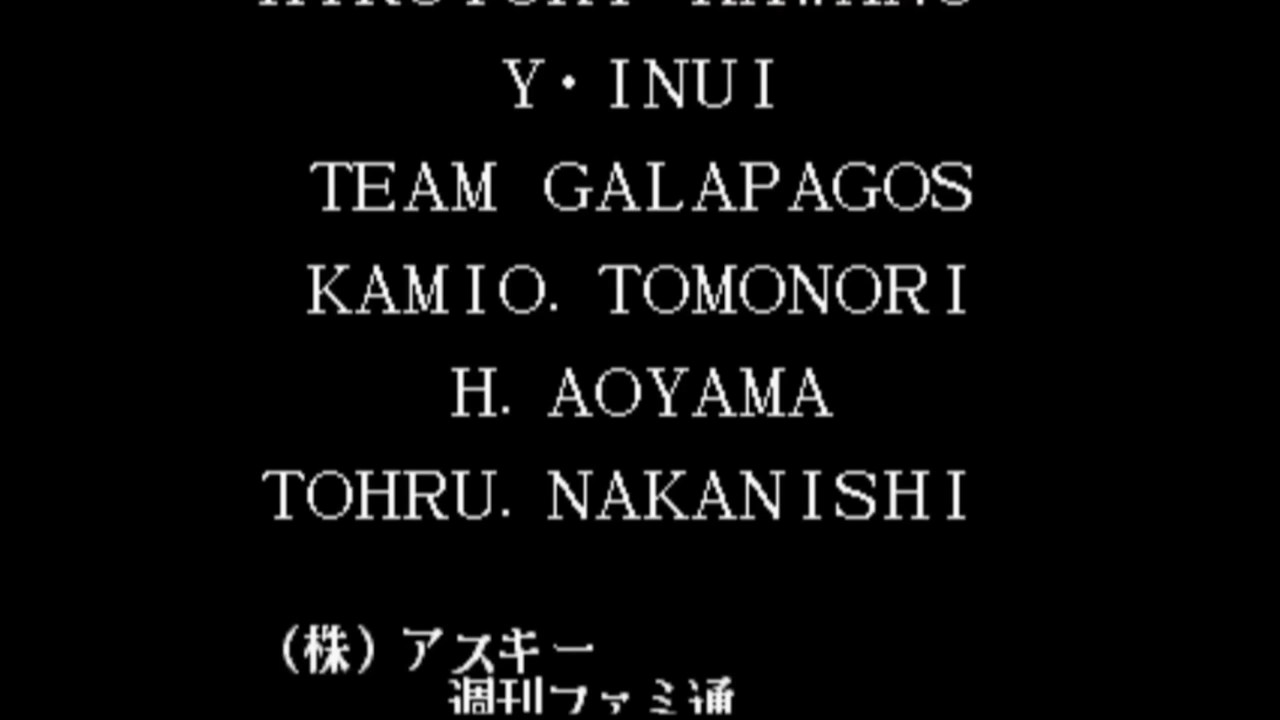 Y・INUI
TEAM GALAPAGOS
KAMIO. TOMONORI
H. AOYAMA
TOHRU. NAKANISHI
(株)アスキー
週刊ファミ通